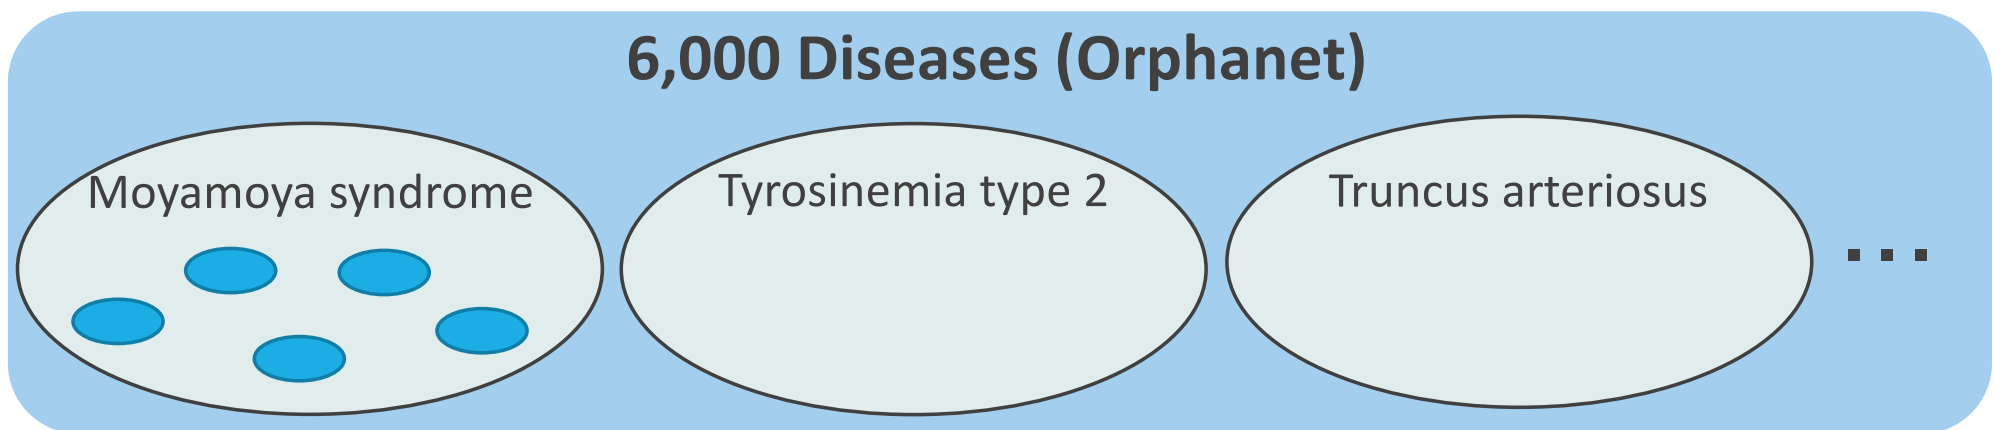 6,000 Diseases (Orphanet)
Moyamoya syndrome
Tyrosinemia type 2
Truncus arteriosus
...